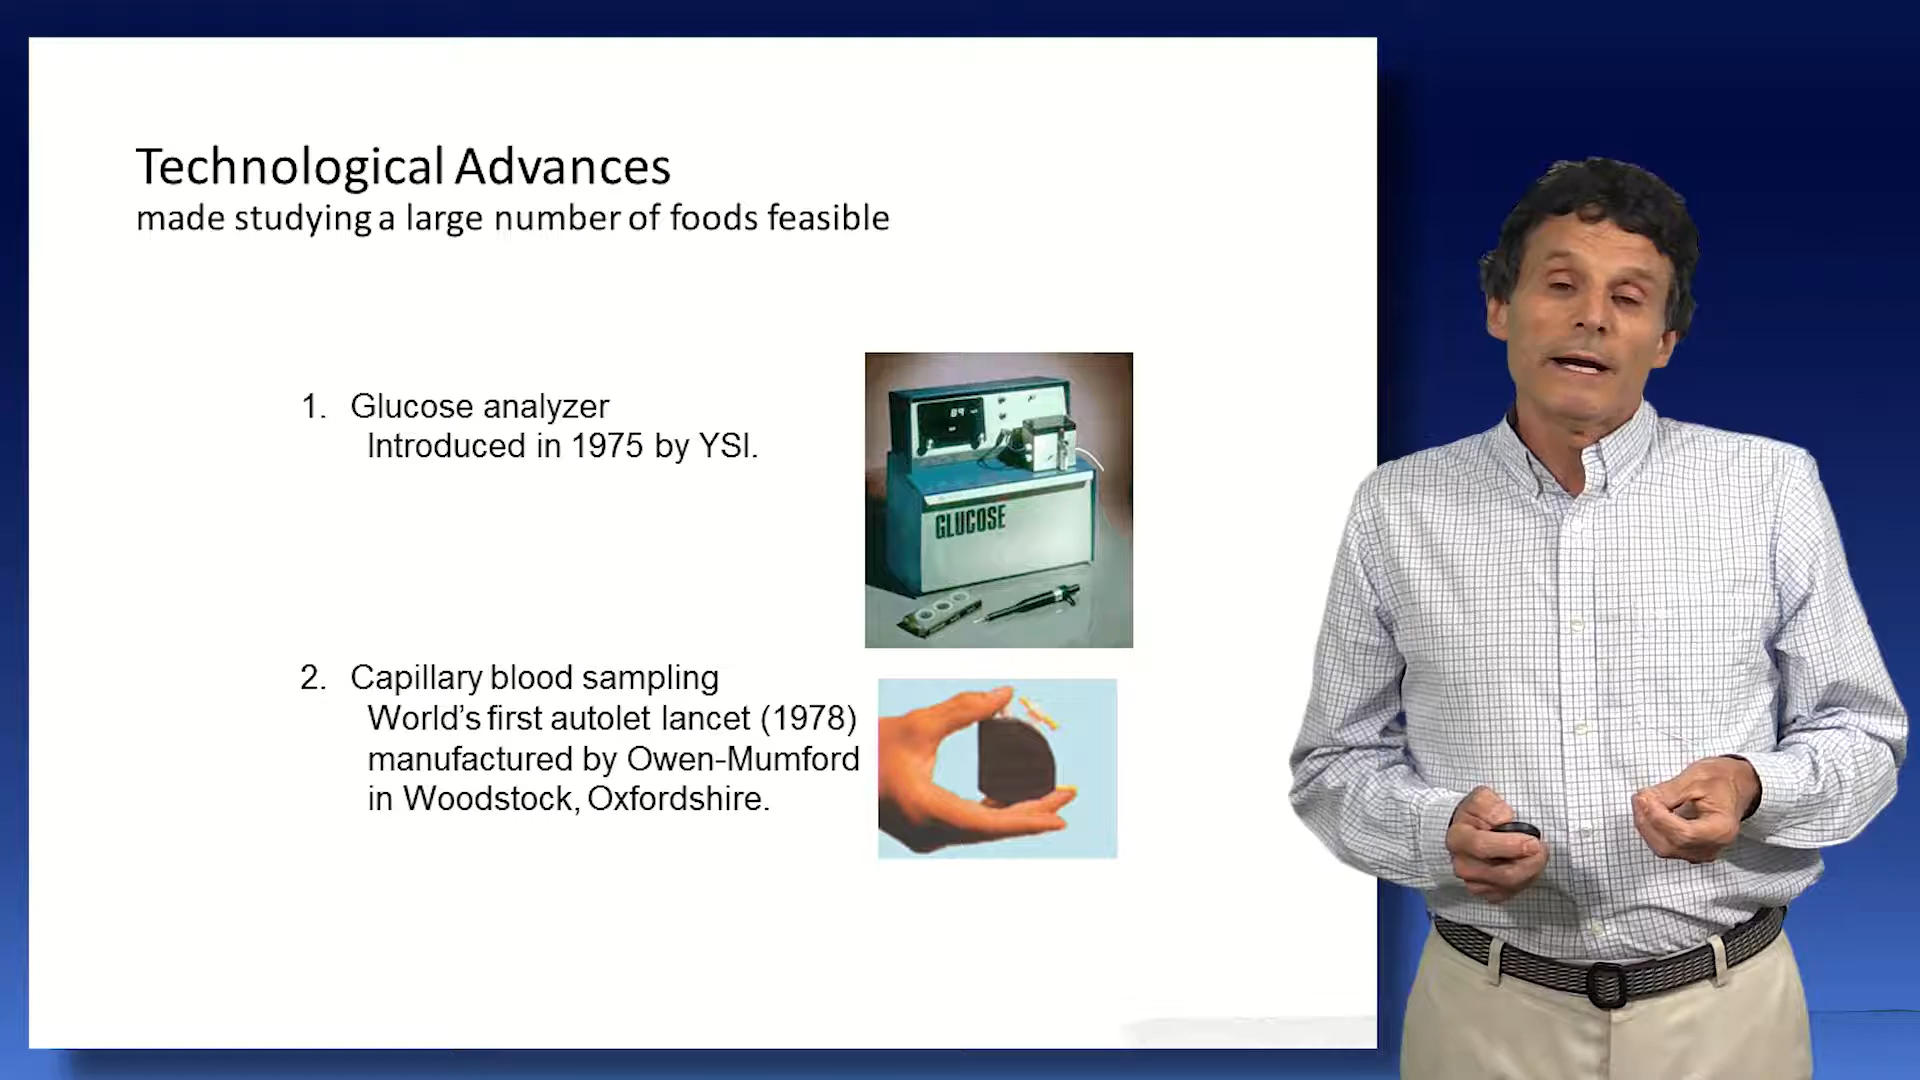 Technological Advances
made studying a large number of foods feasible
1. Glucose analyzer
Introduced in 1975 by YSI.
89
GLUCOSE
2. Capillary blood sampling
World's first autolet lancet (1978)
manufactured by Owen-Mumford
in Woodstock, Oxfordshire.